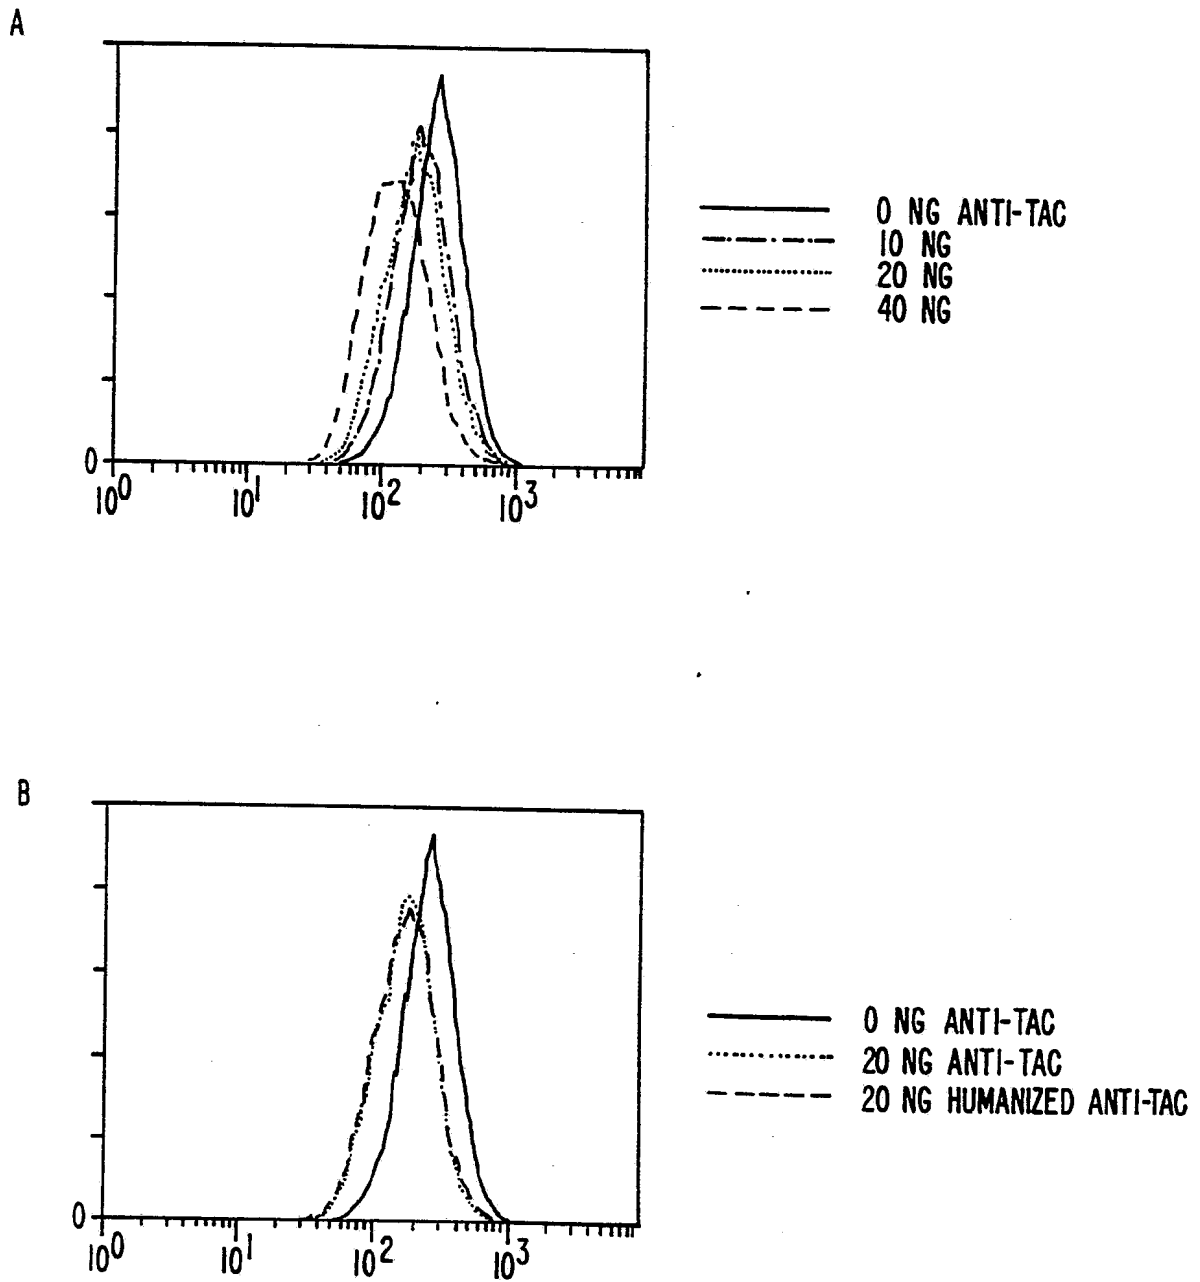 A
0 NG ANTI-TAC
10 NG
20 NG
40 NG
0
10⁰ 10¹ 10² 10³
B
0 NG ANTI-TAC
20 NG ANTI-TAC
20 NG HUMANIZED ANTI-TAC
0
10⁰ 10¹ 10² 10³